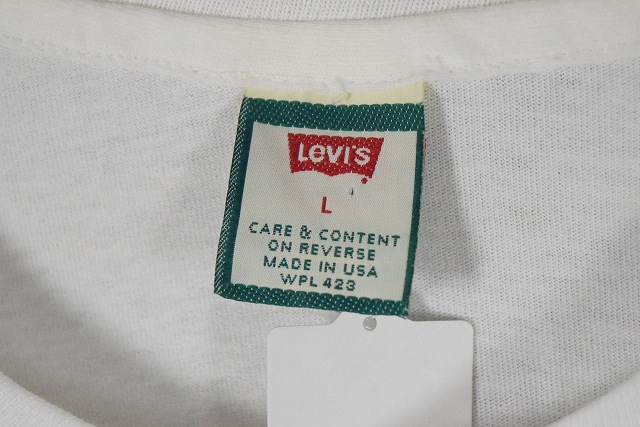 Levi's
L
CARE & CONTENT
ON REVERSE
MADE IN USA
WPL 423